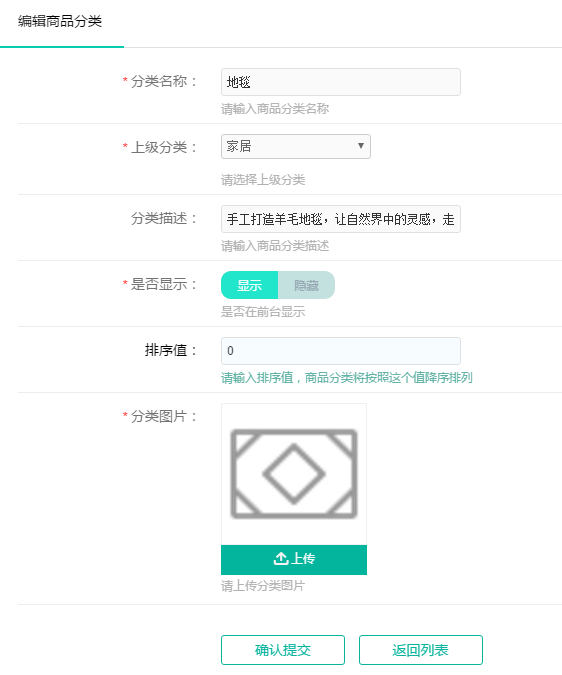 编辑商品分类
* 分类名称： 地毯
请输入商品分类名称
* 上级分类： 家居
请选择上级分类
分类描述： 手工打造羊毛地毯，让自然界中的灵感，走
请输入商品分类描述
* 是否显示： 显示 隐藏
是否在前台显示
排序值： 0
请输入排序值，商品分类将按照这个值降序排列
* 分类图片：
上传
请上传分类图片
确认提交 返回列表